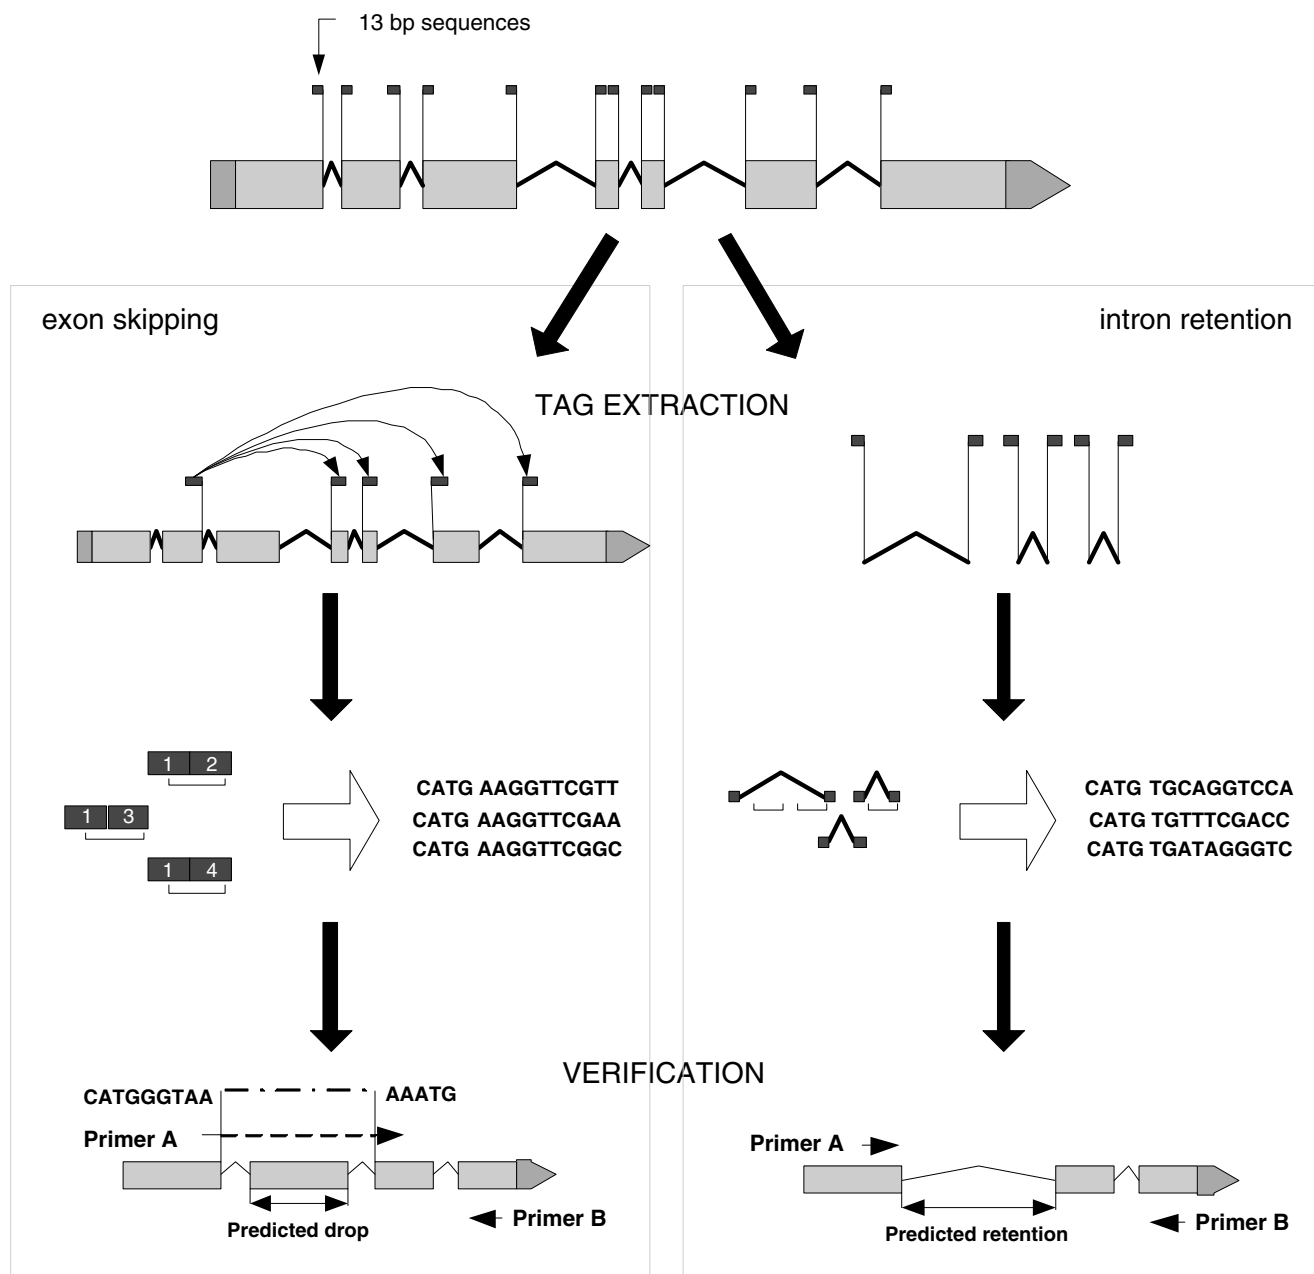 13 bp sequences
exon skipping
intron retention
TAG EXTRACTION
1 2
1 3
1 4
CATG AAGGTTCGTT
CATG AAGGTTCGAA
CATG AAGGTTCGGC
CATG TGCAGGTCCA
CATG TGTTTCGACC
CATG TGATAGGGTC
VERIFICATION
CATGGGTAA AAATG
Primer A
Predicted drop
Primer B
Primer A
Predicted retention
Primer B